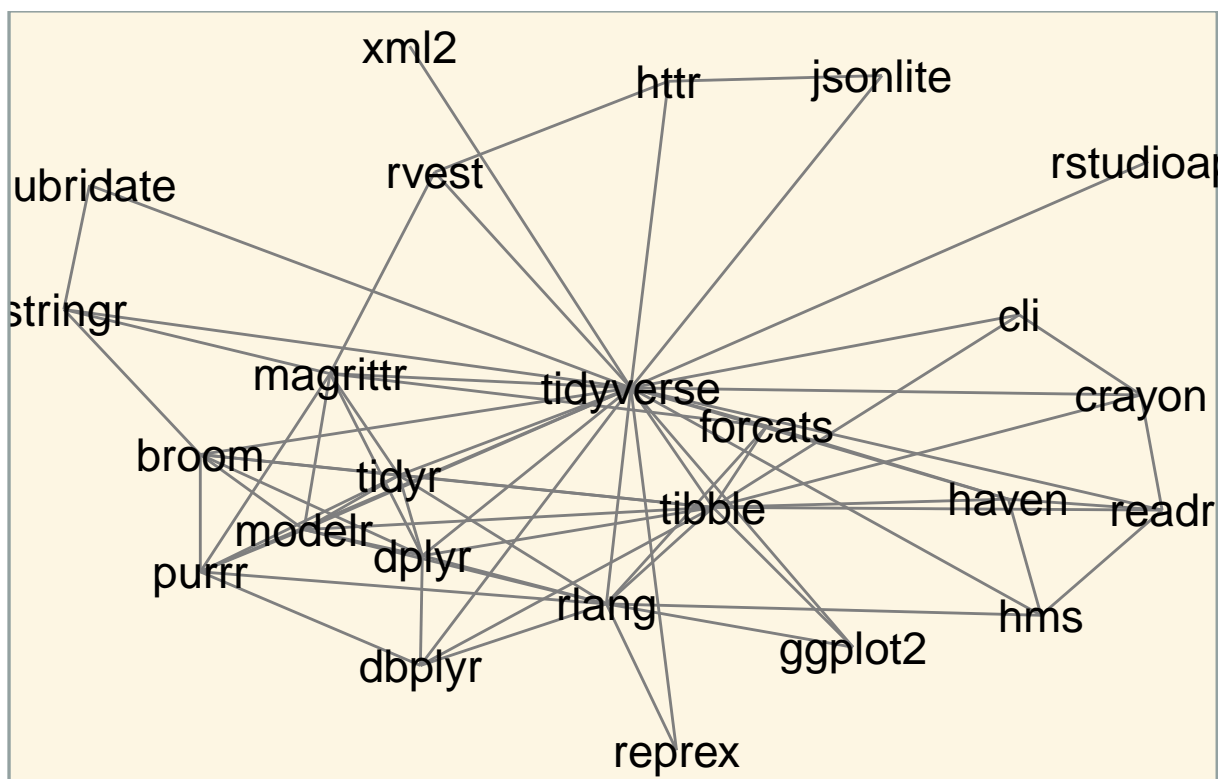 xml2
httr
jsonlite
rvest
rstudioap
ubridate
stringr
cli
magrittr
tidyverse
crayon
forcats
broom
tidyr
tibble
haven
readr
modelr
dplyr
purrr
rlang
hms
ggplot2
dbplyr
reprex